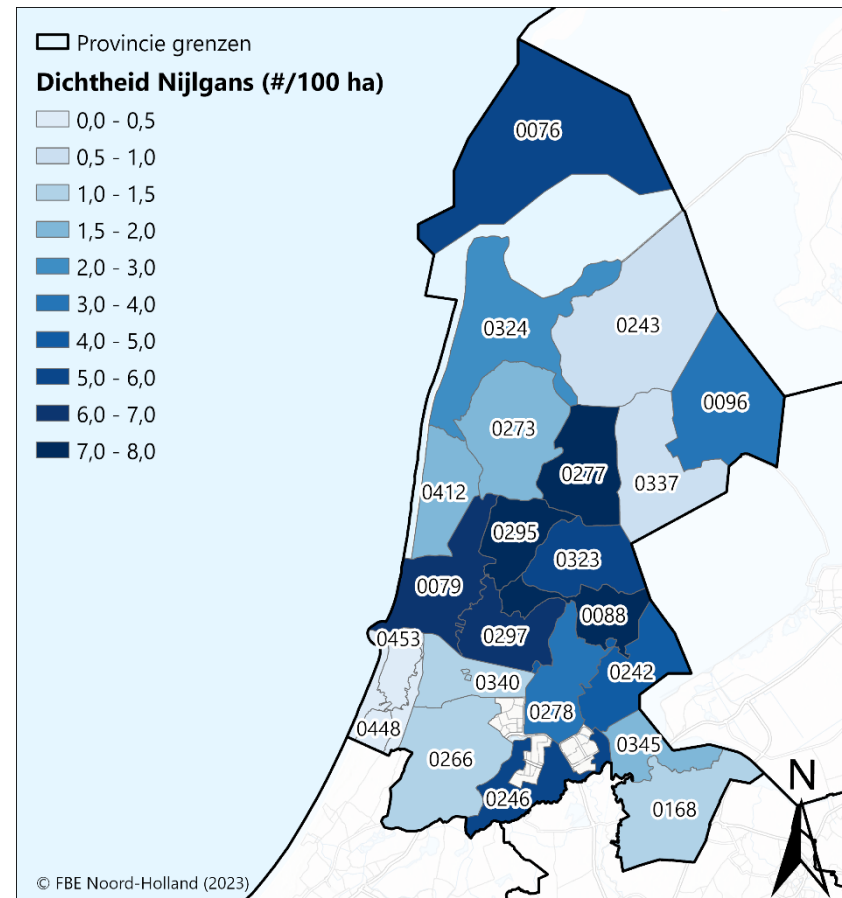 Provincie grenzen
Dichtheid Nijlgans (#/100 ha)
0,0 - 0,5
0,5 - 1,0
1,0 - 1,5
1,5 - 2,0
2,0 - 3,0
3,0 - 4,0
4,0 - 5,0
5,0 - 6,0
6,0 - 7,0
7,0 - 8,0
0076
0324
0243
0096
0273
0277
0337
0412
0295
0323
0079
0088
0453
0297
0242
0340
0278
0448
0266
0345
0246
0168
N
© FBE Noord-Holland (2023)